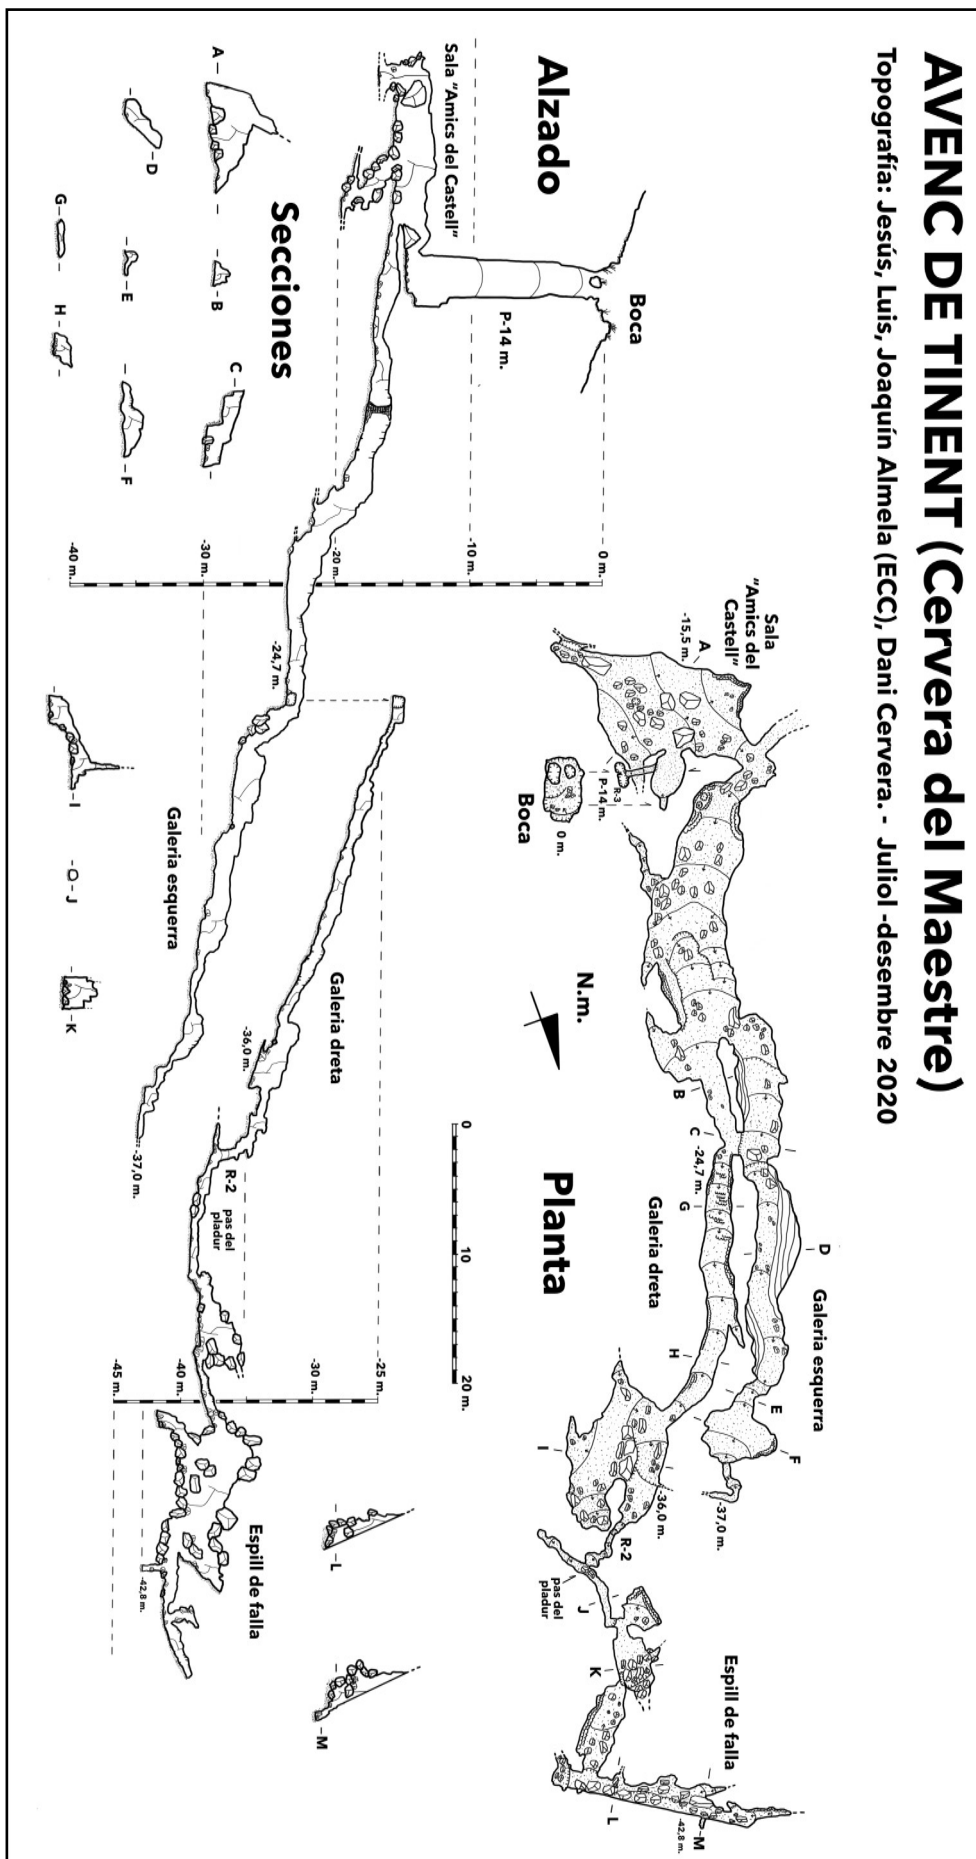 AVENC DE TINENT (Cervera del Maestre)
Topografía: Jesús, Luis, Joaquín Almela (ECC), Dani Cervera. - Juliol -desembre 2020
Alzado
Sala "Amics del Castell"
Boca
P-14 m.
0 m.
-10 m.
-20 m.
-30 m.
-40 m.
-24,7 m.
Galeria esquerra
-37,0 m.
Galeria dreta
-36,0 m.
R-2
pas del
pladur
-25 m.
-30 m.
-40 m.
-45 m.
Espill de falla
-42,8 m.
0
10
20 m.
Secciones
A
B
C
D
E
F
G
H
I
J
K
L
M
Planta
N.m.
Sala
"Amics del
Castell"
-15,5 m.
A
R-3
P-14 m.
0 m.
Boca
B
C
-24,7 m.
G
D
Galeria dreta
Galeria esquerra
H
E
F
I
-36,0 m.
-37,0 m.
R-2
pas del
pladur
J
K
Espill de falla
L
M
-42,8 m.